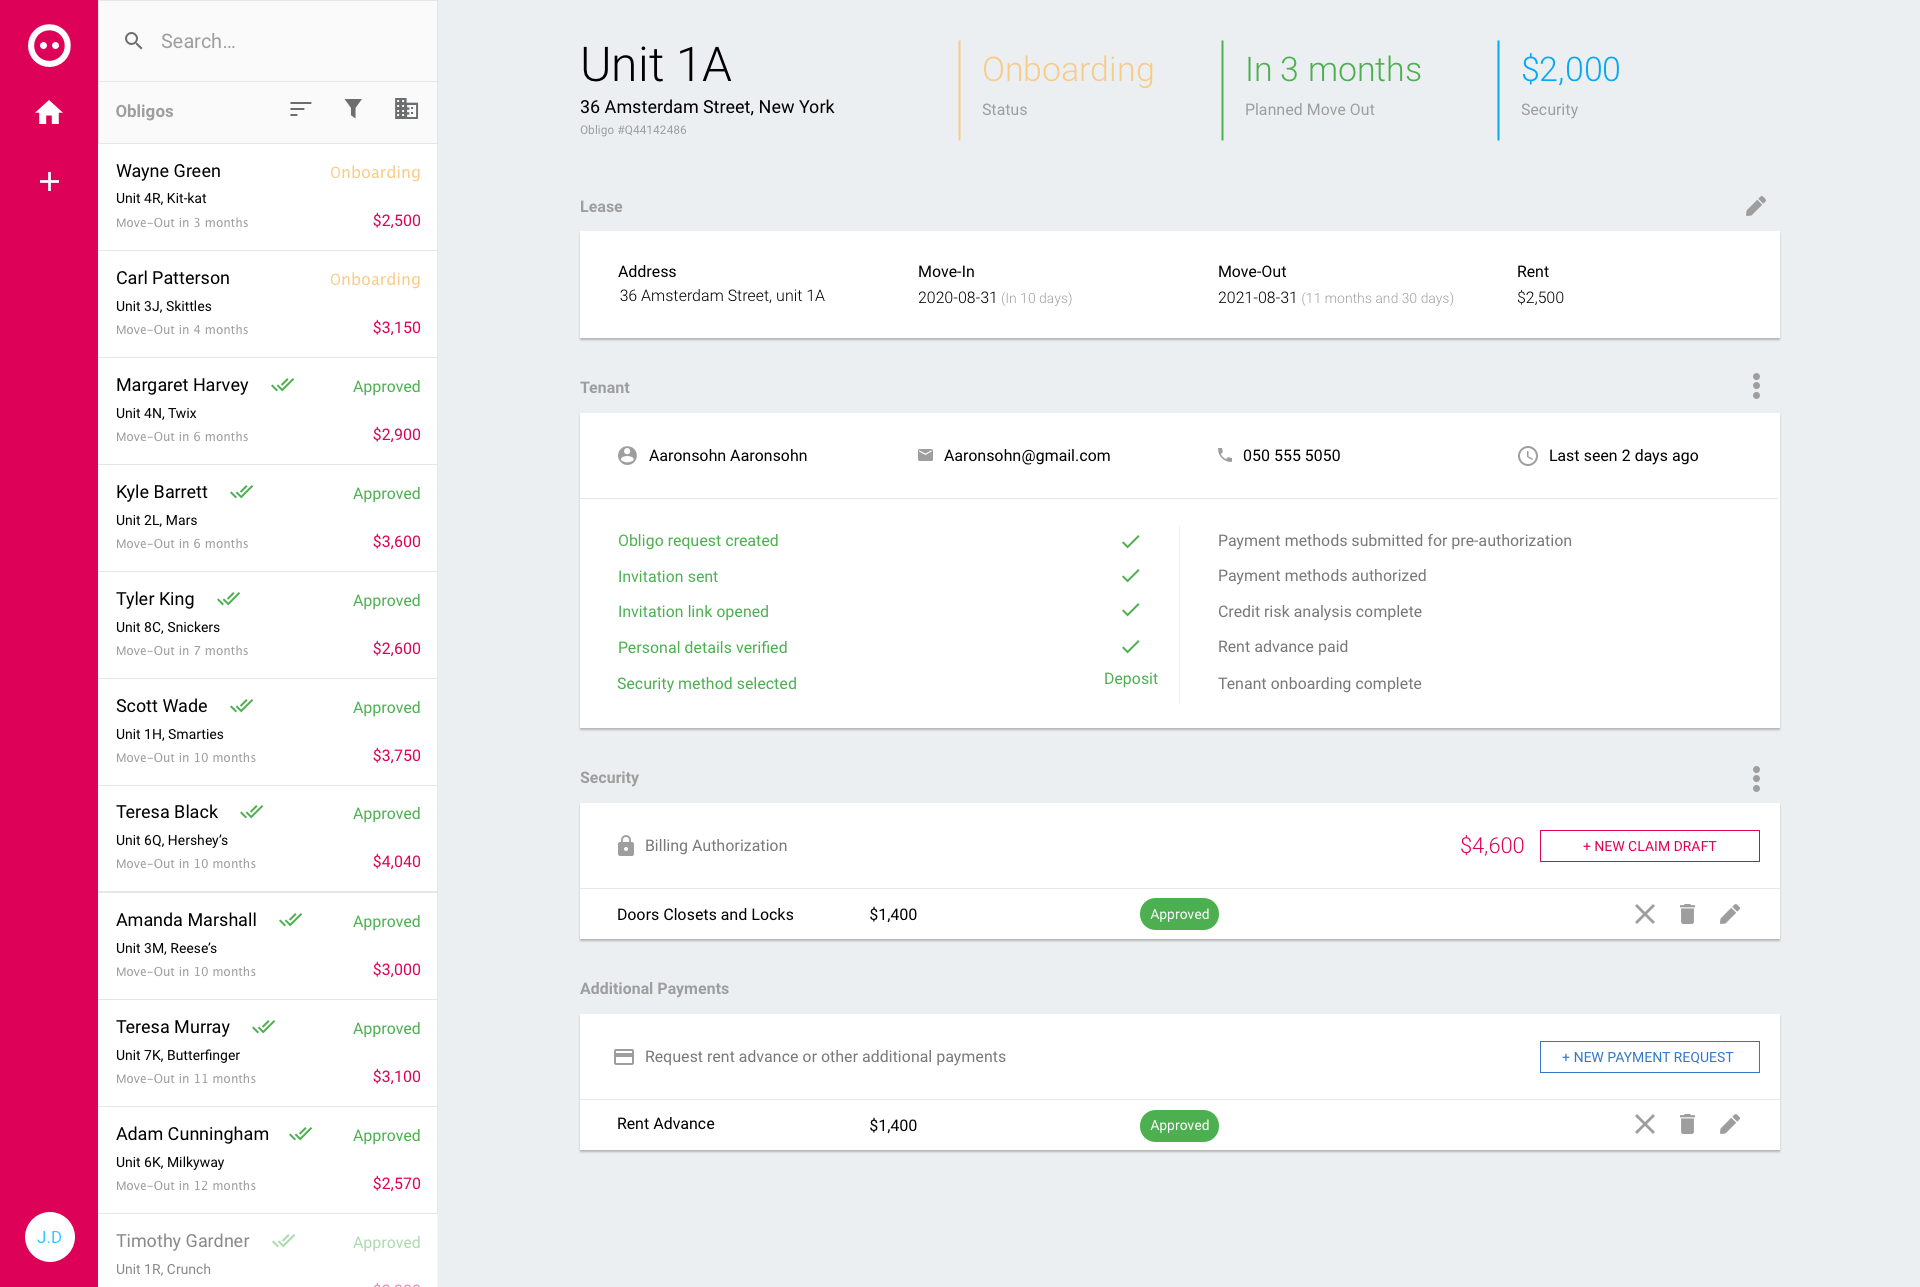 Search...
Obligos
Wayne Green
Onboarding
Unit 4R, Kit-kat
Move-Out in 3 months
$2,500
Carl Patterson
Onboarding
Unit 3J, Skittles
Move-Out in 4 months
$3,150
Margaret Harvey
Approved
Unit 4N, Twix
Move-Out in 6 months
$2,900
Kyle Barrett
Approved
Unit 2L, Mars
Move-Out in 6 months
$3,600
Tyler King
Approved
Unit 8C, Snickers
Move-Out in 7 months
$2,600
Scott Wade
Approved
Unit 1H, Smarties
Move-Out in 10 months
$3,750
Teresa Black
Approved
Unit 6Q, Hershey's
Move-Out in 10 months
$4,040
Amanda Marshall
Approved
Unit 3M, Reese's
Move-Out in 10 months
$3,000
Teresa Murray
Approved
Unit 7K, Butterfinger
Move-Out in 11 months
$3,100
Adam Cunningham
Approved
Unit 6K, Milkyway
Move-Out in 12 months
$2,570
Timothy Gardner
Approved
Unit 1R, Crunch
J.D
Unit 1A
36 Amsterdam Street, New York
Obligo #Q44142486
Onboarding
Status
In 3 months
Planned Move Out
$2,000
Security
Lease
Address
36 Amsterdam Street, unit 1A
Move-In
2020-08-31 (In 10 days)
Move-Out
2021-08-31 (11 months and 30 days)
Rent
$2,500
Tenant
Aaronsohn Aaronsohn
Aaronsohn@gmail.com
050 555 5050
Last seen 2 days ago
Obligo request created
Invitation sent
Invitation link opened
Personal details verified
Security method selected
Deposit
Payment methods submitted for pre-authorization
Payment methods authorized
Credit risk analysis complete
Rent advance paid
Tenant onboarding complete
Security
Billing Authorization
$4,600
+ NEW CLAIM DRAFT
Doors Closets and Locks
$1,400
Approved
Additional Payments
Request rent advance or other additional payments
+ NEW PAYMENT REQUEST
Rent Advance
$1,400
Approved